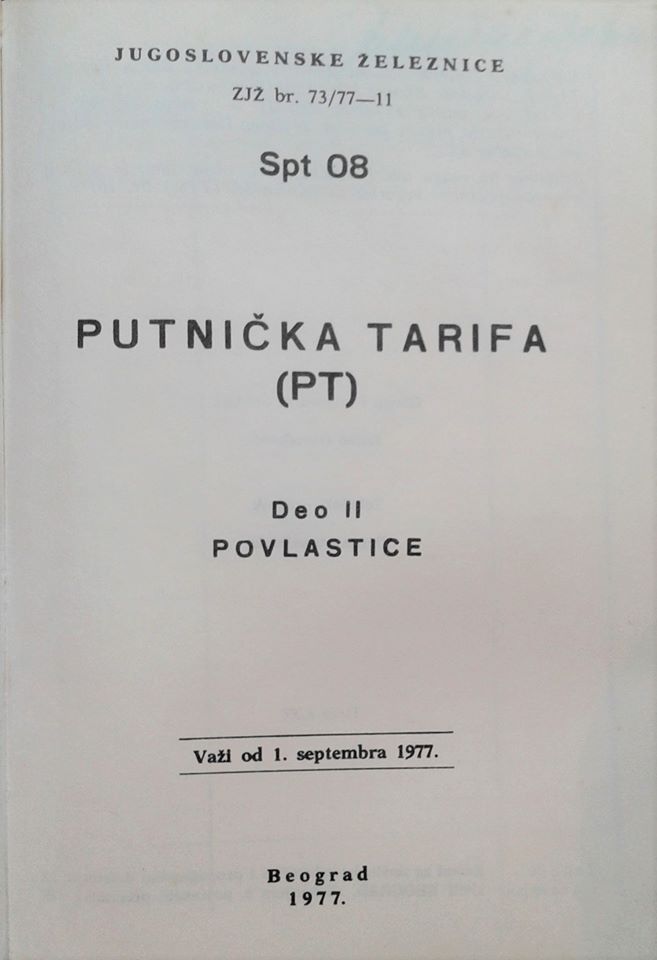 JUGOSLOVENSKE ŽELEZNICE
ZJŽ br. 73/77—11
Spt 08
PUTNIČKA TARIFA
(PT)
Deo II
POVLASTICE
Važi od 1. septembra 1977.
Beograd
1977.